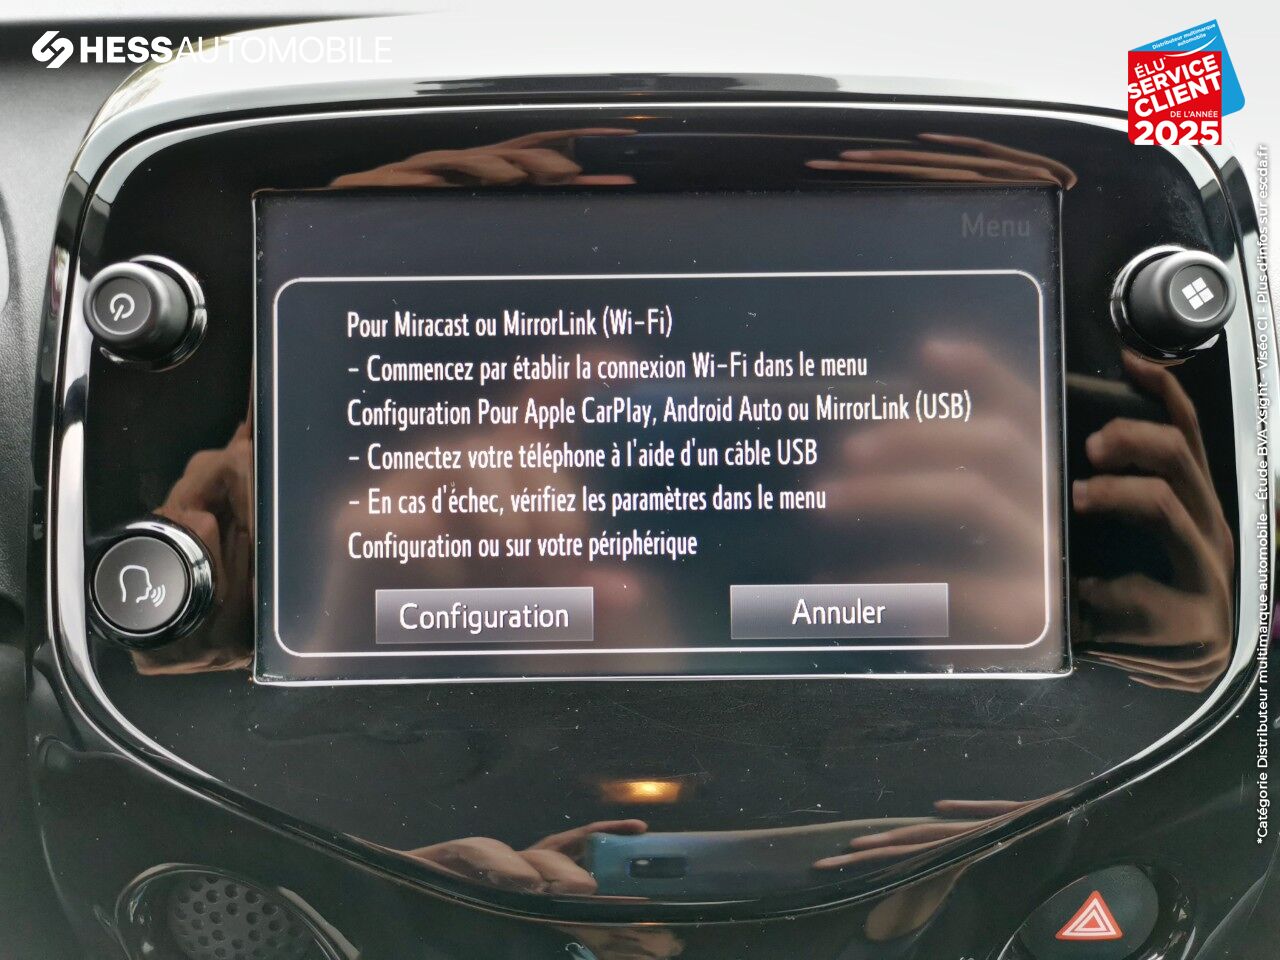 HESSAUTOMOBILE
Distributeur multimarque
automobile
ÉLU*
SERVICE
CLIENT
DE L'ANNÉE
2025
Menu
Pour Miracast ou MirrorLink (Wi-Fi)
- Commencez par établir la connexion Wi-Fi dans le menu
Configuration Pour Apple CarPlay, Android Auto ou MirrorLink (USB)
- Connectez votre téléphone à l'aide d'un câble USB
- En cas d'échec, vérifiez les paramètres dans le menu
Configuration ou sur votre périphérique
Configuration
Annuler
*Catégorie Distributeur multimarque automobile - Étude BVA Xsight - Viséo CI - Plus d'infos sur escda.fr